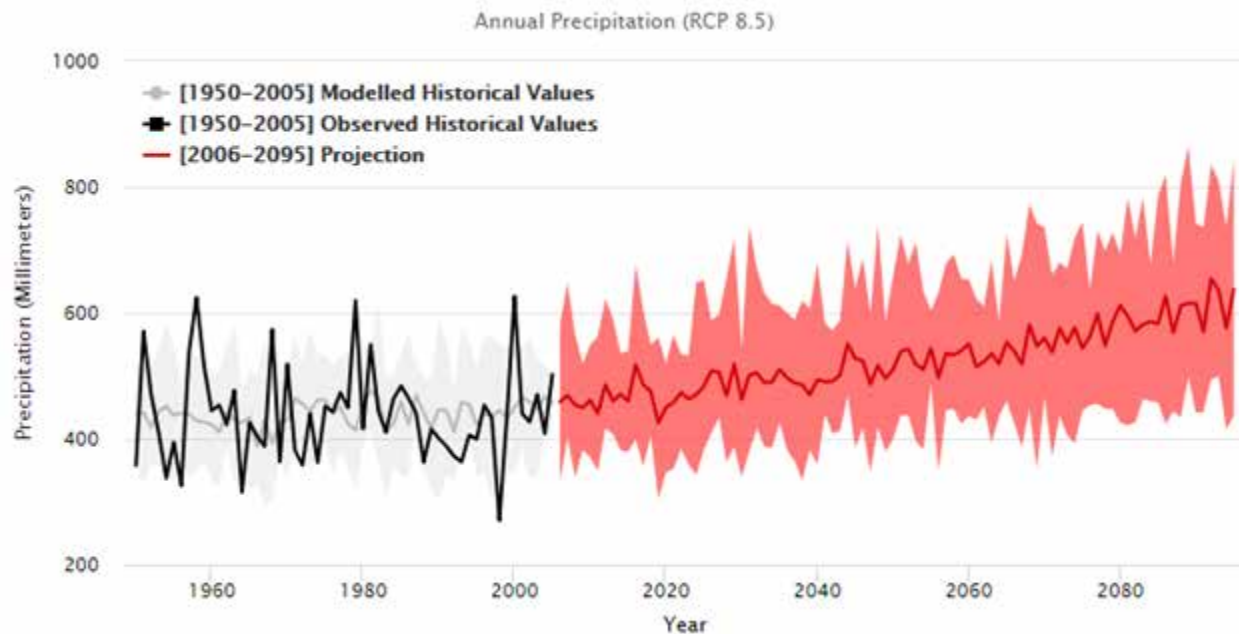 Annual Precipitation (RCP 8.5)
1000
[1950-2005] Modelled Historical Values
[1950-2005] Observed Historical Values
[2006-2095] Projection
800
600
400
200
Precipitation (Millimeters)
1960 1980 2000 2020 2040 2060 2080
Year